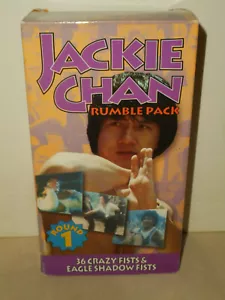 JACKIE
CHAN
RUMBLE PACK
ROUND
1
36 CRAZY FISTS &
EAGLE SHADOW FISTS